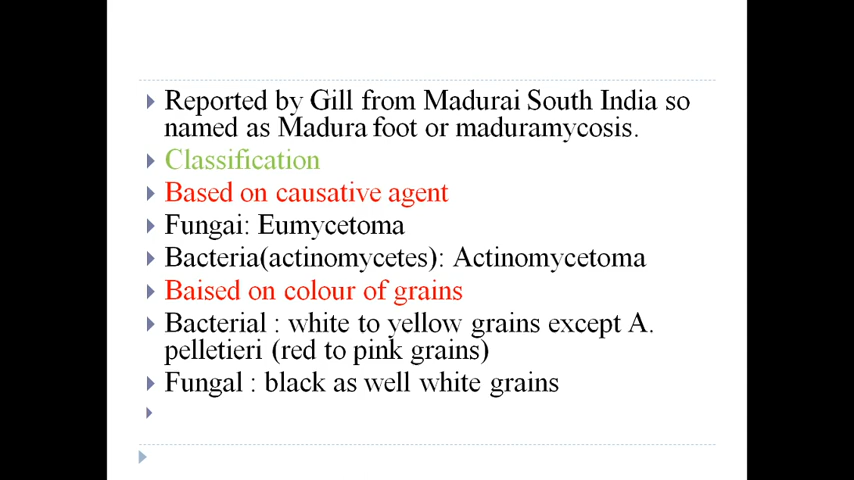 Reported by Gill from Madurai South India so
named as Madura foot or maduramycosis.
Classification
Based on causative agent
Fungai: Eumycetoma
Bacteria(actinomycetes): Actinomycetoma
Baised on colour of grains
Bacterial : white to yellow grains except A.
pelletieri (red to pink grains)
Fungal : black as well white grains